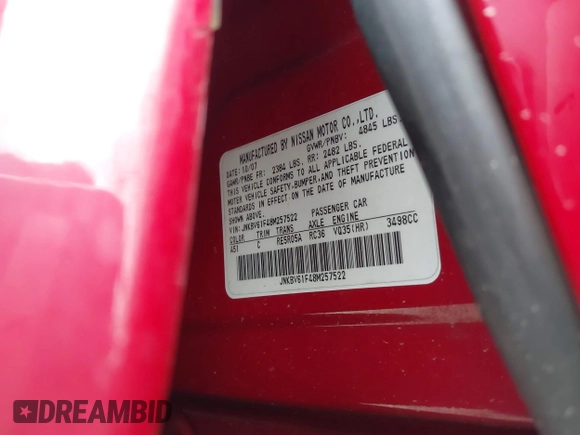 MANUFACTURED BY NISSAN MOTOR CO.,LTD.
DATE: 10/07 GVWR/PNBV: 4845 LBS.
GAWR/PNBE FR: 2364 LBS. RR: 2482 LBS.
THIS VEHICLE CONFORMS TO ALL APPLICABLE FEDERAL
MOTOR VEHICLE SAFETY,BUMPER,AND THEFT PREVENTION
STANDARDS IN EFFECT ON THE DATE OF MANUFACTURE
SHOWN ABOVE.
VIN:JNKBV61F48M257522 PASSENGER CAR
COLOR TRIM TRANS AXLE ENGINE
A51 C RE5R05A RC36 VQ35(HR) 3498CC
JNKBV61F48M257522
DREAMBID